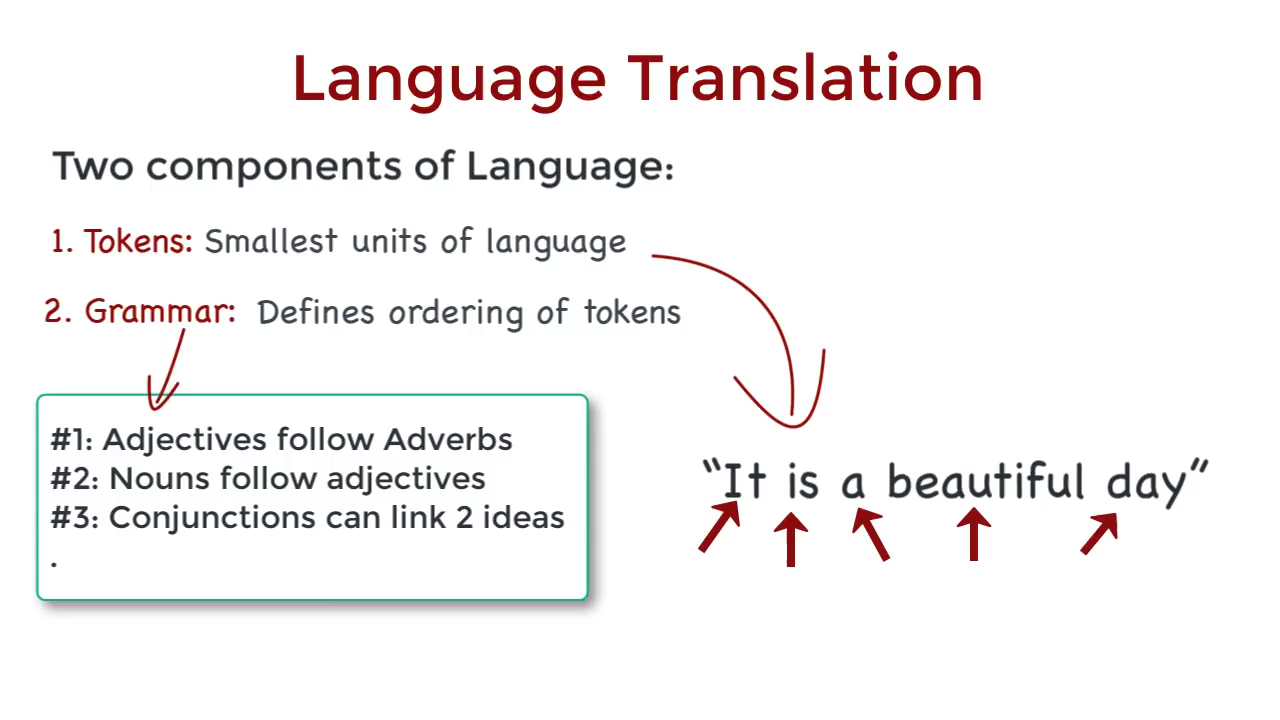 Language Translation
Two components of Language:
1. Tokens: Smallest units of language
2. Grammar: Defines ordering of tokens
#1: Adjectives follow Adverbs
#2: Nouns follow adjectives
#3: Conjunctions can link 2 ideas
.
“It is a beautiful day”